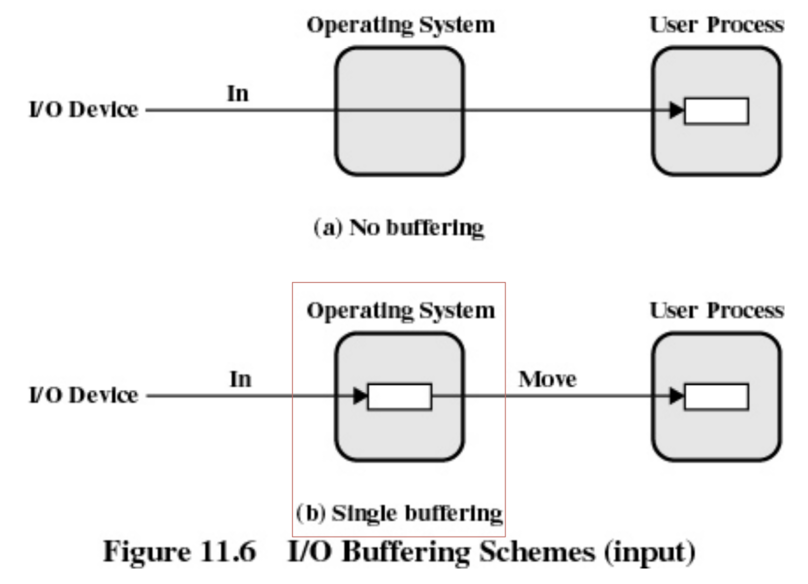 Operating System User Process
I/O Device In
(a) No buffering
Operating System User Process
I/O Device In Move
(b) Single buffering
Figure 11.6 I/O Buffering Schemes (input)